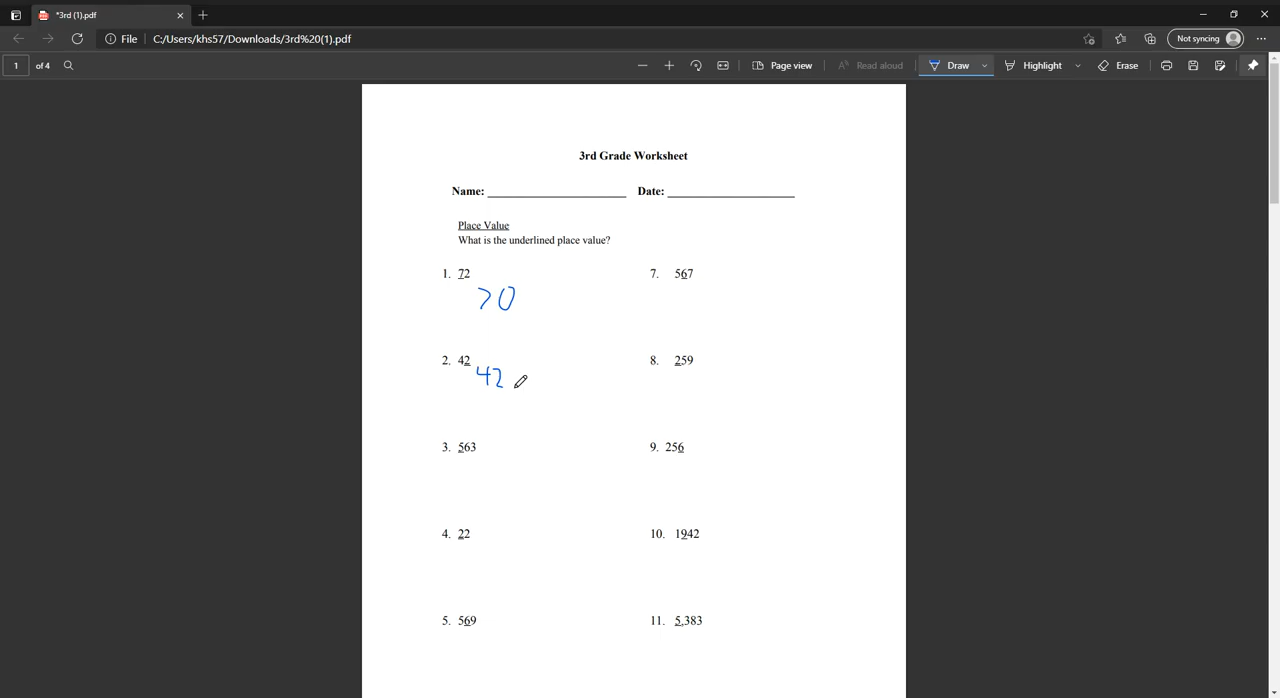 *3rd (1).pdf
File C:/Users/khs57/Downloads/3rd%20(1).pdf Not syncing
1 of 4 Page view Read aloud Draw Highlight Erase
3rd Grade Worksheet
Name: ________________________ Date: ______________________
Place Value
What is the underlined place value?
1. 72
70
2. 42
42
3. 563
4. 22
5. 569
7. 567
8. 259
9. 256
10. 1942
11. 5,383